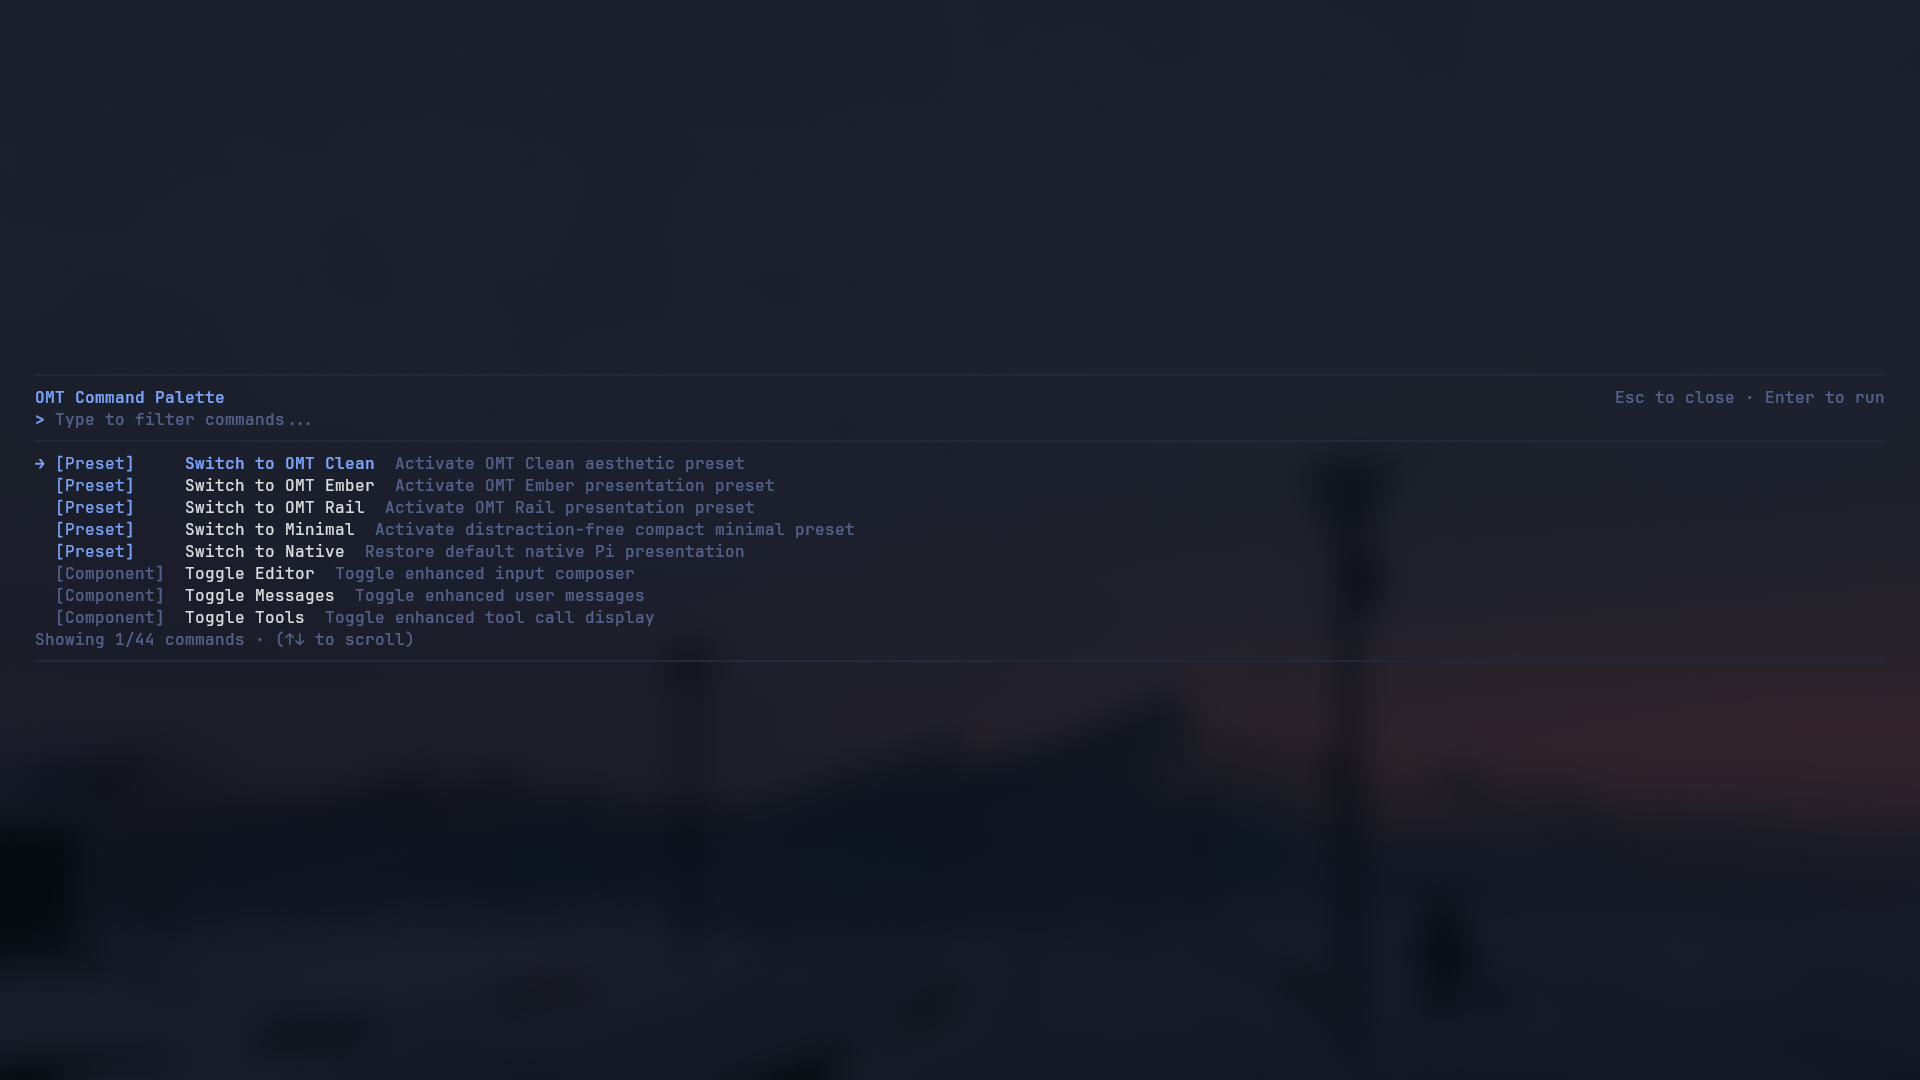 OMT Command Palette Esc to close · Enter to run
> Type to filter commands...
→ [Preset] Switch to OMT Clean Activate OMT Clean aesthetic preset
[Preset] Switch to OMT Ember Activate OMT Ember presentation preset
[Preset] Switch to OMT Rail Activate OMT Rail presentation preset
[Preset] Switch to Minimal Activate distraction-free compact minimal preset
[Preset] Switch to Native Restore default native Pi presentation
[Component] Toggle Editor Toggle enhanced input composer
[Component] Toggle Messages Toggle enhanced user messages
[Component] Toggle Tools Toggle enhanced tool call display
Showing 1/44 commands · (↑↓ to scroll)